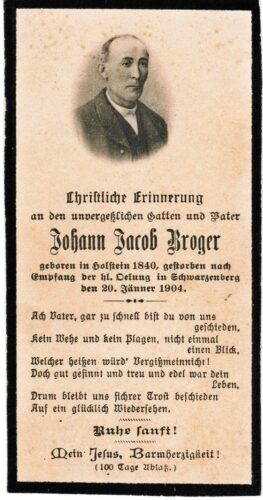 Christliche Erinnerung
an den unvergeßlichen Gatten und Vater
Johann Jacob Broger
geboren in Holstein 1840, gestorben nach
Empfang der hl. Oelung in Schwarzenberg
den 20. Jänner 1904.
Ach Vater, gar zu schnell bist du von uns
geschieden,
Kein Wehe und kein Plagen, nicht einmal
einen Blick,
Welcher heißen würd' Vergißmeinnicht!
Doch gut gesinnt und treu und edel war dein
Leben,
Drum bleibt uns sichrer Trost beschieden
Auf ein glücklich Wiedersehen.
Ruhe sanft!
Mein Jesus, Barmherzigkeit!
(100 Tage Ablaß.)